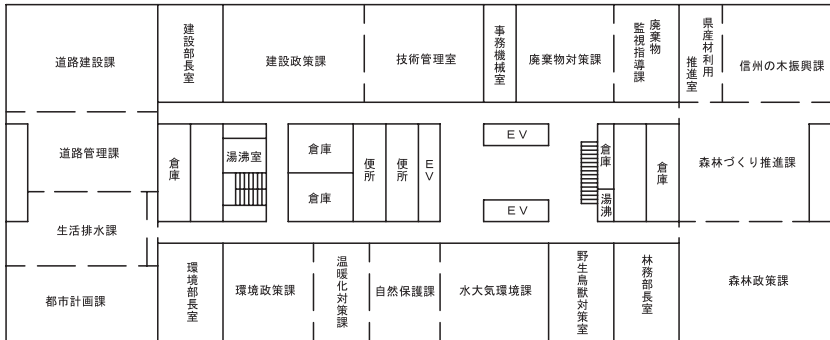 道路建設課
建設部長室
建設政策課
技術管理室
事務機械室
廃棄物対策課
廃棄物
監視指導課
県産材利用
推進室
信州の木振興課
道路管理課
倉庫
湯沸室
倉庫
倉庫
便所
便所
EV
EV
EV
倉庫
湯沸
倉庫
森林づくり推進課
生活排水課
都市計画課
環境部長室
環境政策課
温暖化対策課
自然保護課
水大気環境課
野生鳥獣対策室
林務部長室
森林政策課